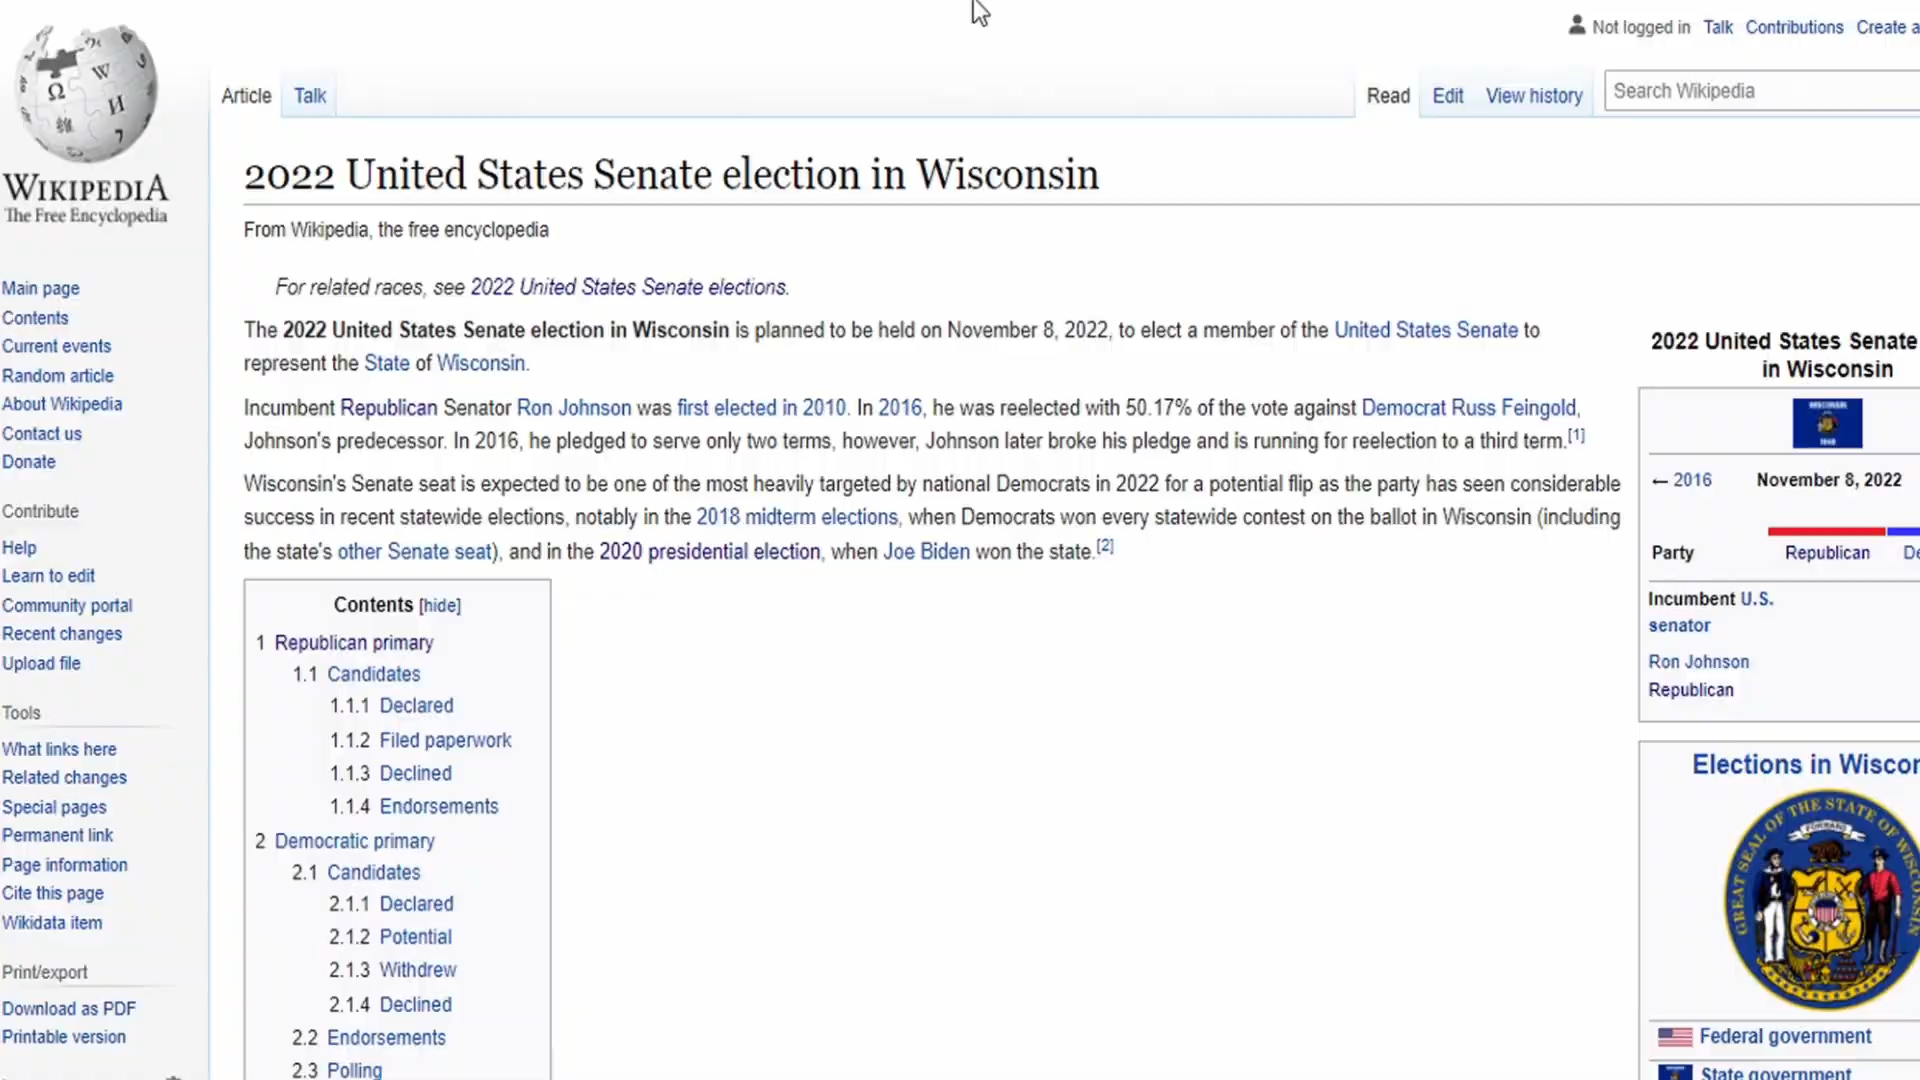 Not logged in Talk Contributions Create a
Article Talk Read Edit View history Search Wikipedia
WIKIPEDIA
The Free Encyclopedia
Main page
Contents
Current events
Random article
About Wikipedia
Contact us
Donate
Contribute
Help
Learn to edit
Community portal
Recent changes
Upload file
Tools
What links here
Related changes
Special pages
Permanent link
Page information
Cite this page
Wikidata item
Print/export
Download as PDF
Printable version
2022 United States Senate election in Wisconsin
From Wikipedia, the free encyclopedia
For related races, see 2022 United States Senate elections.
The 2022 United States Senate election in Wisconsin is planned to be held on November 8, 2022, to elect a member of the United States Senate to
represent the State of Wisconsin.
Incumbent Republican Senator Ron Johnson was first elected in 2010. In 2016, he was reelected with 50.17% of the vote against Democrat Russ Feingold,
Johnson's predecessor. In 2016, he pledged to serve only two terms, however, Johnson later broke his pledge and is running for reelection to a third term.[1]
Wisconsin's Senate seat is expected to be one of the most heavily targeted by national Democrats in 2022 for a potential flip as the party has seen considerable
success in recent statewide elections, notably in the 2018 midterm elections, when Democrats won every statewide contest on the ballot in Wisconsin (including
the state's other Senate seat), and in the 2020 presidential election, when Joe Biden won the state.[2]
Contents [hide]
1 Republican primary
1.1 Candidates
1.1.1 Declared
1.1.2 Filed paperwork
1.1.3 Declined
1.1.4 Endorsements
2 Democratic primary
2.1 Candidates
2.1.1 Declared
2.1.2 Potential
2.1.3 Withdrew
2.1.4 Declined
2.2 Endorsements
2.3 Polling
2022 United States Senate
in Wisconsin
WISCONSIN
1848
← 2016 November 8, 2022
Party Republican De
Incumbent U.S.
senator
Ron Johnson
Republican
Elections in Wiscon
GREAT SEAL OF THE STATE OF WISCONSIN
FORWARD
Federal government
State government